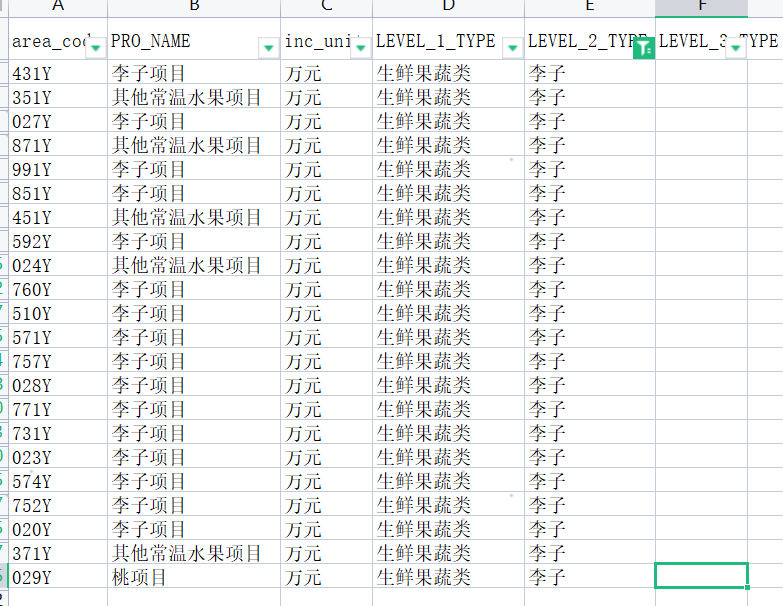 A B C D E F
area_cod PRO_NAME inc_unit LEVEL_1_TYPE LEVEL_2_TYPE LEVEL_3_TYPE
431Y 李子项目 万元 生鲜果蔬类 李子
351Y 其他常温水果项目 万元 生鲜果蔬类 李子
027Y 李子项目 万元 生鲜果蔬类 李子
871Y 其他常温水果项目 万元 生鲜果蔬类 李子
991Y 李子项目 万元 生鲜果蔬类 李子
851Y 李子项目 万元 生鲜果蔬类 李子
451Y 其他常温水果项目 万元 生鲜果蔬类 李子
592Y 李子项目 万元 生鲜果蔬类 李子
024Y 其他常温水果项目 万元 生鲜果蔬类 李子
760Y 李子项目 万元 生鲜果蔬类 李子
510Y 李子项目 万元 生鲜果蔬类 李子
571Y 李子项目 万元 生鲜果蔬类 李子
757Y 李子项目 万元 生鲜果蔬类 李子
028Y 李子项目 万元 生鲜果蔬类 李子
771Y 李子项目 万元 生鲜果蔬类 李子
731Y 李子项目 万元 生鲜果蔬类 李子
023Y 李子项目 万元 生鲜果蔬类 李子
574Y 李子项目 万元 生鲜果蔬类 李子
752Y 李子项目 万元 生鲜果蔬类 李子
020Y 李子项目 万元 生鲜果蔬类 李子
371Y 其他常温水果项目 万元 生鲜果蔬类 李子
029Y 桃项目 万元 生鲜果蔬类 李子